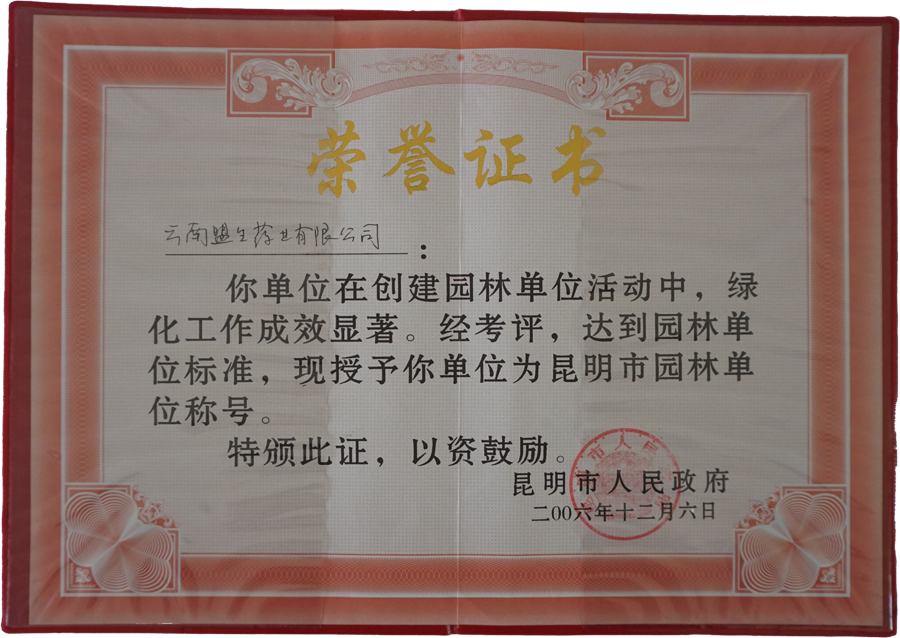 荣誉证书
云南盟生药业有限公司：
你单位在创建园林单位活动中，绿
化工作成效显著。经考评，达到园林单
位标准，现授予你单位为昆明市园林单
位称号。
特颁此证，以资鼓励。
昆明市人民政府
二00六年十二月六日